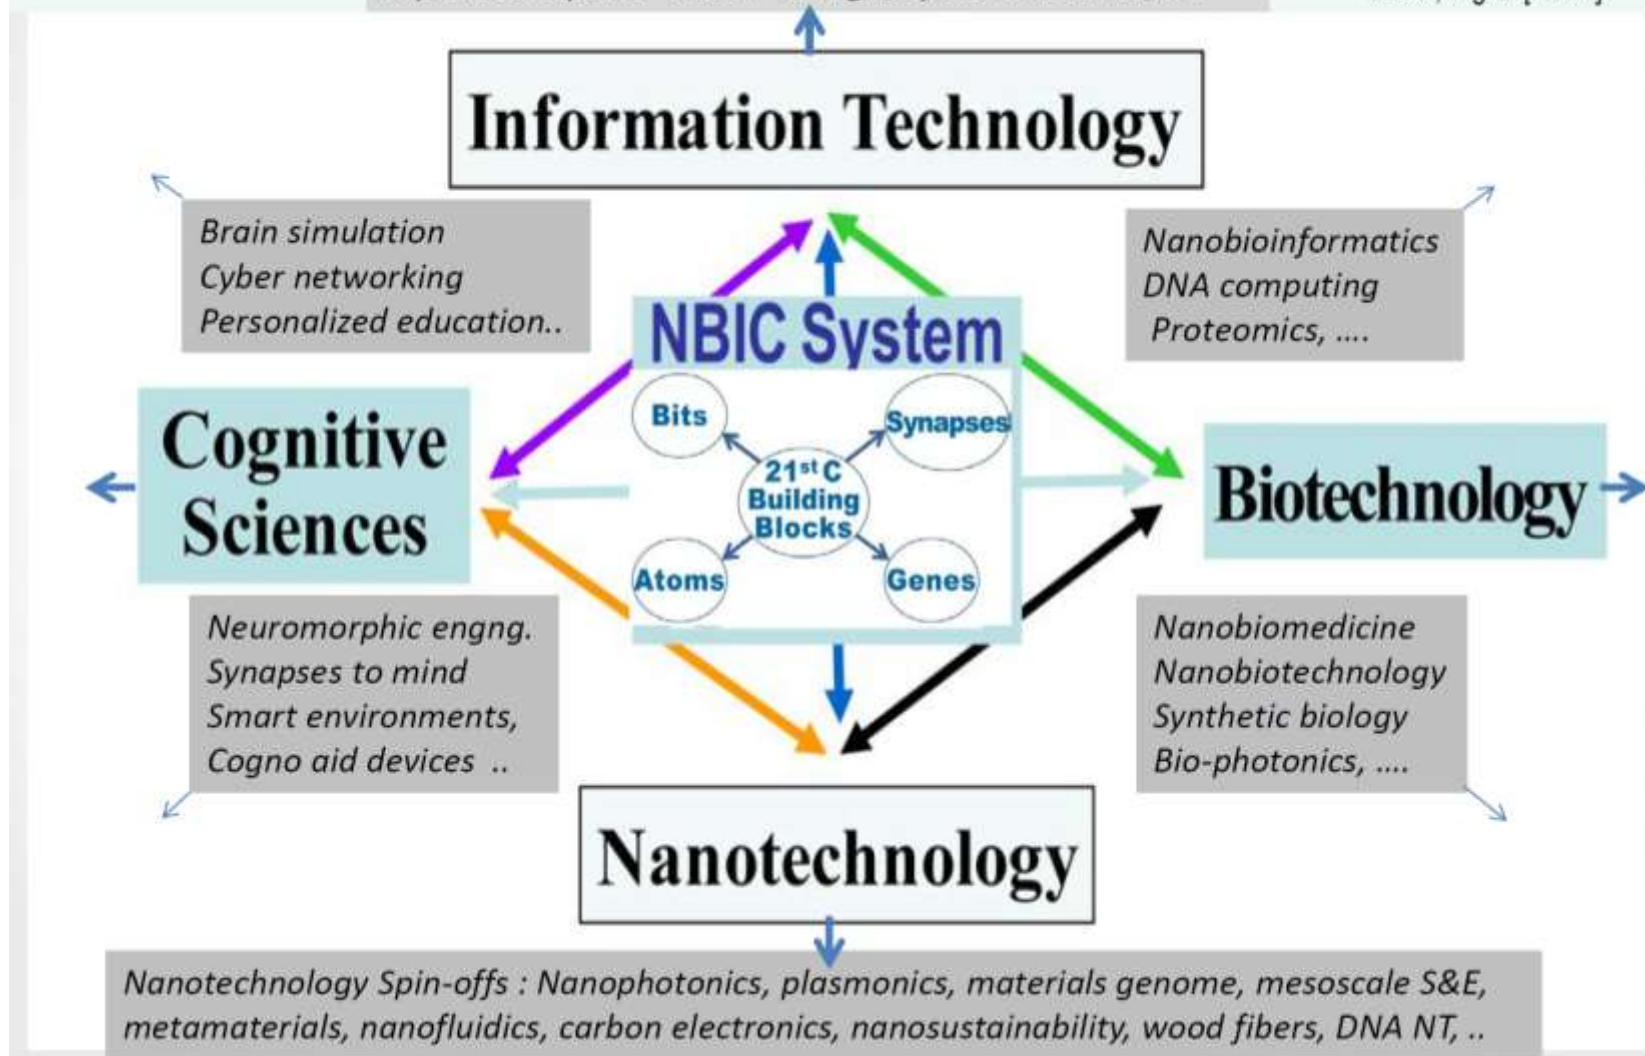 Information Technology
Brain simulation
Cyber networking
Personalized education..
Nanobioinformatics
DNA computing
Proteomics, ....
NBIC System
Bits
Synapses
21st C
Building
Blocks
Atoms
Genes
Cognitive
Sciences
Biotechnology
Neuromorphic engng.
Synapses to mind
Smart environments,
Cogno aid devices ..
Nanobiomedicine
Nanobiotechnology
Synthetic biology
Bio-photonics, ....
Nanotechnology
Nanotechnology Spin-offs : Nanophotonics, plasmonics, materials genome, mesoscale S&E,
metamaterials, nanofluidics, carbon electronics, nanosustainability, wood fibers, DNA NT, ..